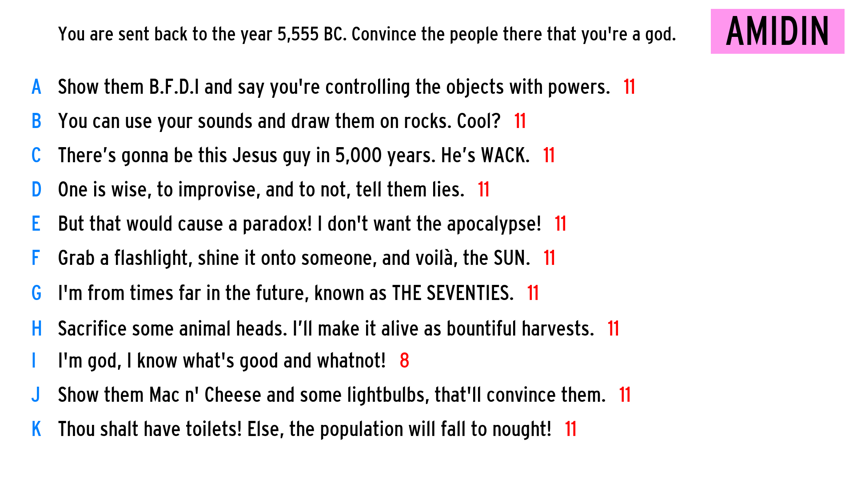 You are sent back to the year 5,555 BC. Convince the people there that you're a god. AMIDIN
A Show them B.F.D.I and say you're controlling the objects with powers. 11
B You can use your sounds and draw them on rocks. Cool? 11
C There’s gonna be this Jesus guy in 5,000 years. He’s WACK. 11
D One is wise, to improvise, and to not, tell them lies. 11
E But that would cause a paradox! I don't want the apocalypse! 11
F Grab a flashlight, shine it onto someone, and voilà, the SUN. 11
G I'm from times far in the future, known as THE SEVENTIES. 11
H Sacrifice some animal heads. I’ll make it alive as bountiful harvests. 11
I I'm god, I know what's good and whatnot! 8
J Show them Mac n' Cheese and some lightbulbs, that'll convince them. 11
K Thou shalt have toilets! Else, the population will fall to nought! 11